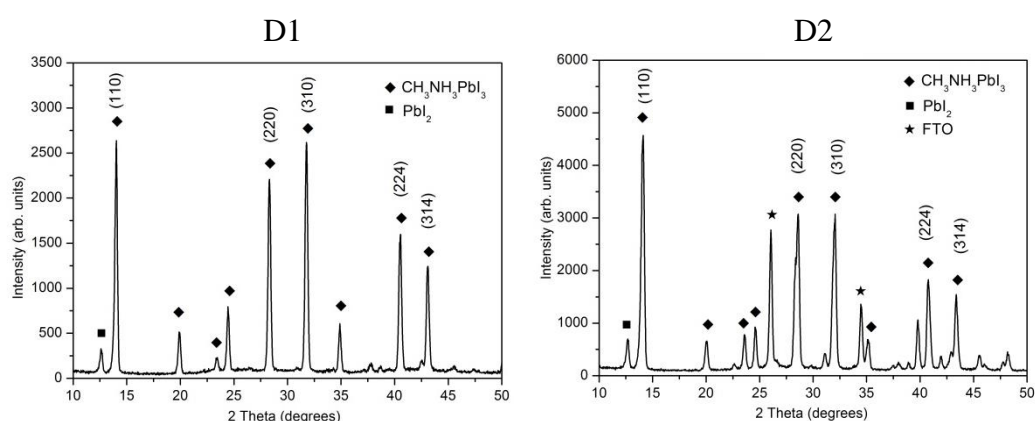 D1
3500
3000
2500
2000
1500
1000
500
0
Intensity (arb. units)
(110)
(220)
(310)
(224)
(314)
◆ CH₃NH₃PbI₃
■ PbI₂
10 15 20 25 30 35 40 45 50
2 Theta (degrees)
D2
6000
5000
4000
3000
2000
1000
0
Intensity (arb. units)
(110)
(220)
(310)
(224)
(314)
◆ CH₃NH₃PbI₃
■ PbI₂
★ FTO
10 15 20 25 30 35 40 45 50
2 Theta (degrees)